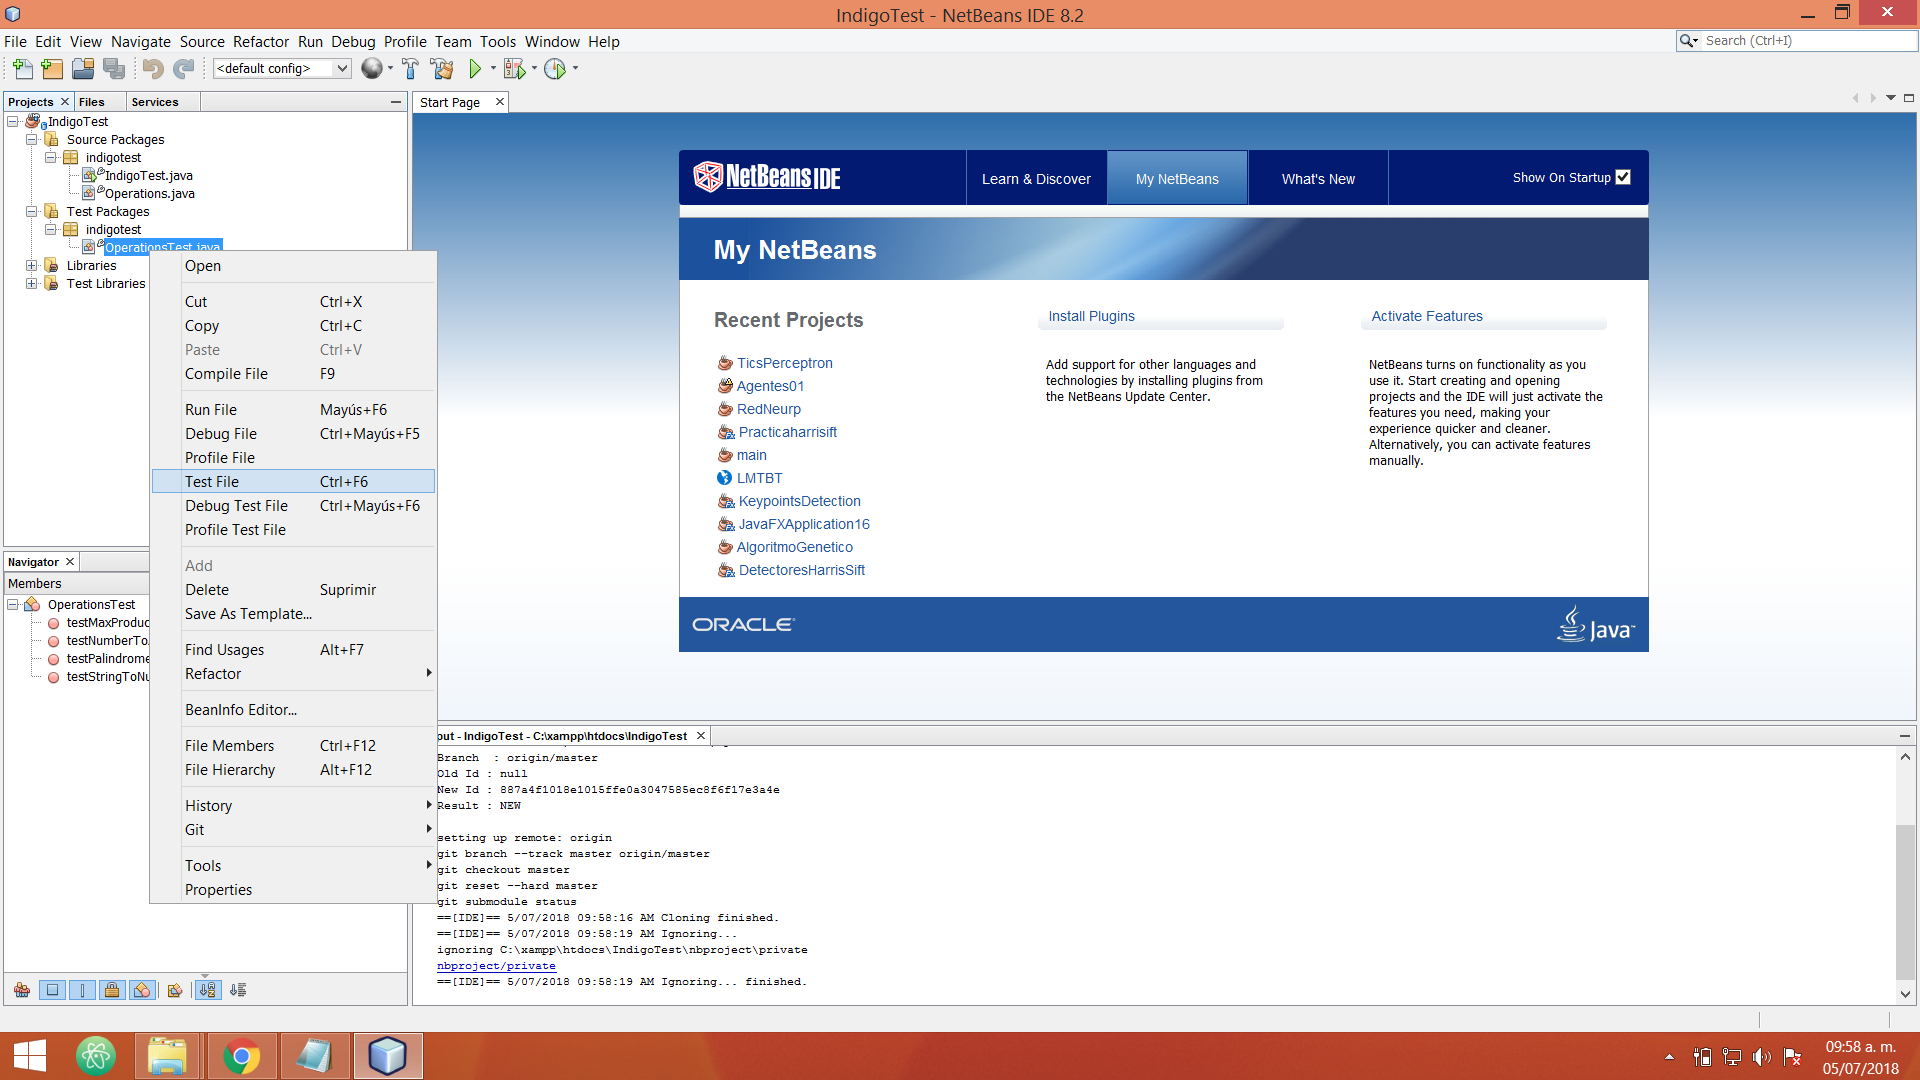 IndigoTest - NetBeans IDE 8.2
File Edit View Navigate Source Refactor Run Debug Profile Team Tools Window Help
Search (Ctrl+I)
<default config>
Projects Files Services
Start Page
IndigoTest
Source Packages
indigotest
IndigoTest.java
Operations.java
Test Packages
indigotest
OperationsTest.java
Libraries
Test Libraries
Open
Cut Ctrl+X
Copy Ctrl+C
Paste Ctrl+V
Compile File F9
Run File Mayús+F6
Debug File Ctrl+Mayús+F5
Profile File
Test File Ctrl+F6
Debug Test File Ctrl+Mayús+F6
Profile Test File
Add
Delete Suprimir
Save As Template...
Find Usages Alt+F7
Refactor
BeanInfo Editor...
File Members Ctrl+F12
File Hierarchy Alt+F12
History
Git
Tools
Properties
Navigator
Members
OperationsTest
testMaxProduc
testNumberTo
testPalindrome
testStringToNu
NetBeans IDE
Learn & Discover
My NetBeans
What's New
Show On Startup
My NetBeans
Recent Projects
TicsPerceptron
Agentes01
RedNeurp
Practicaharrisift
main
LMTBT
KeypointsDetection
JavaFXApplication16
AlgoritmoGenetico
DetectoresHarrisSift
Install Plugins
Add support for other languages and
technologies by installing plugins from
the NetBeans Update Center.
Activate Features
NetBeans turns on functionality as you
use it. Start creating and opening
projects and the IDE will just activate the
features you need, making your
experience quicker and cleaner.
Alternatively, you can activate features
manually.
ORACLE
Java™
put - IndigoTest - C:\xampp\htdocs\IndigoTest
Branch : origin/master
Old Id : null
New Id : 887a4f1018e1015ffe0a3047585ec8f6f17e3a4e
Result : NEW
setting up remote: origin
git branch --track master origin/master
git checkout master
git reset --hard master
git submodule status
==[IDE]== 5/07/2018 09:58:16 AM Cloning finished.
==[IDE]== 5/07/2018 09:58:19 AM Ignoring...
ignoring C:\xampp\htdocs\IndigoTest\nbproject\private
nbproject/private
==[IDE]== 5/07/2018 09:58:19 AM Ignoring... finished.
09:58 a. m.
05/07/2018